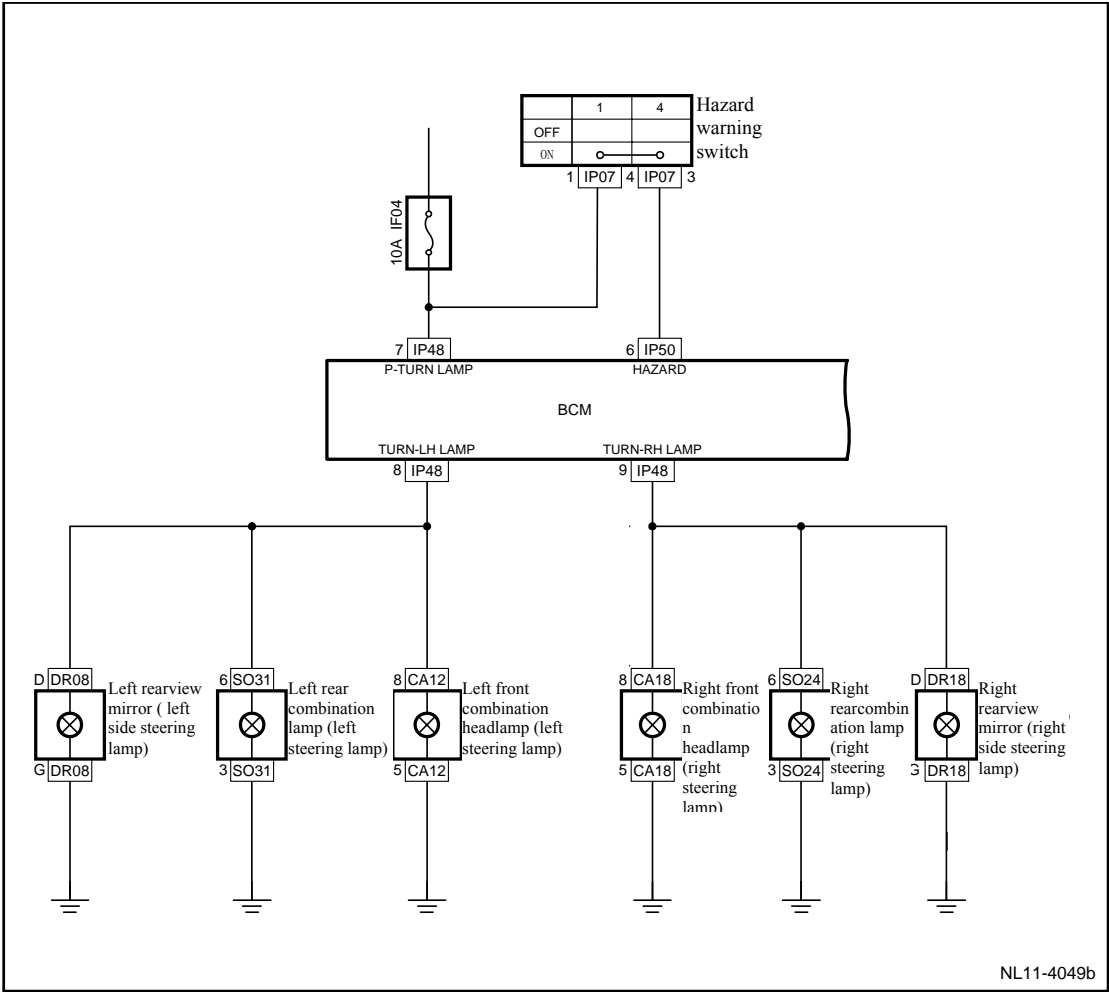 1 4
Hazard
OFF
warning
ON
switch
1 IP07 4 IP07 3
10A IF04
7 IP48
6 IP50
P-TURN LAMP
HAZARD
BCM
TURN-LH LAMP
TURN-RH LAMP
8 IP48
9 IP48
D DR08
Left rearview
mirror ( left
side steering
lamp)
G DR08
6 SO31
Left rear
combination
lamp (left
steering lamp)
3 SO31
8 CA12
Left front
combination
headlamp (left
steering lamp)
5 CA12
8 CA18
Right front
combinatio
n
headlamp
(right
steering
lamp)
5 CA18
6 SO24
Right
rearcombin
ation lamp
(right
steering
lamp)
3 SO24
D DR18
Right
rearview
mirror (right
side steering
lamp)
G DR18
NL11-4049b